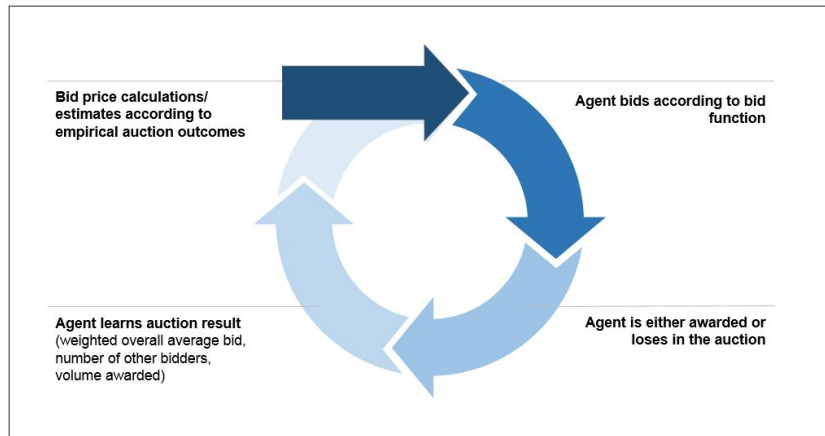 Bid price calculations/
estimates according to
empirical auction outcomes
Agent bids according to bid
function
Agent learns auction result
(weighted overall average bid,
number of other bidders,
volume awarded)
Agent is either awarded or
loses in the auction